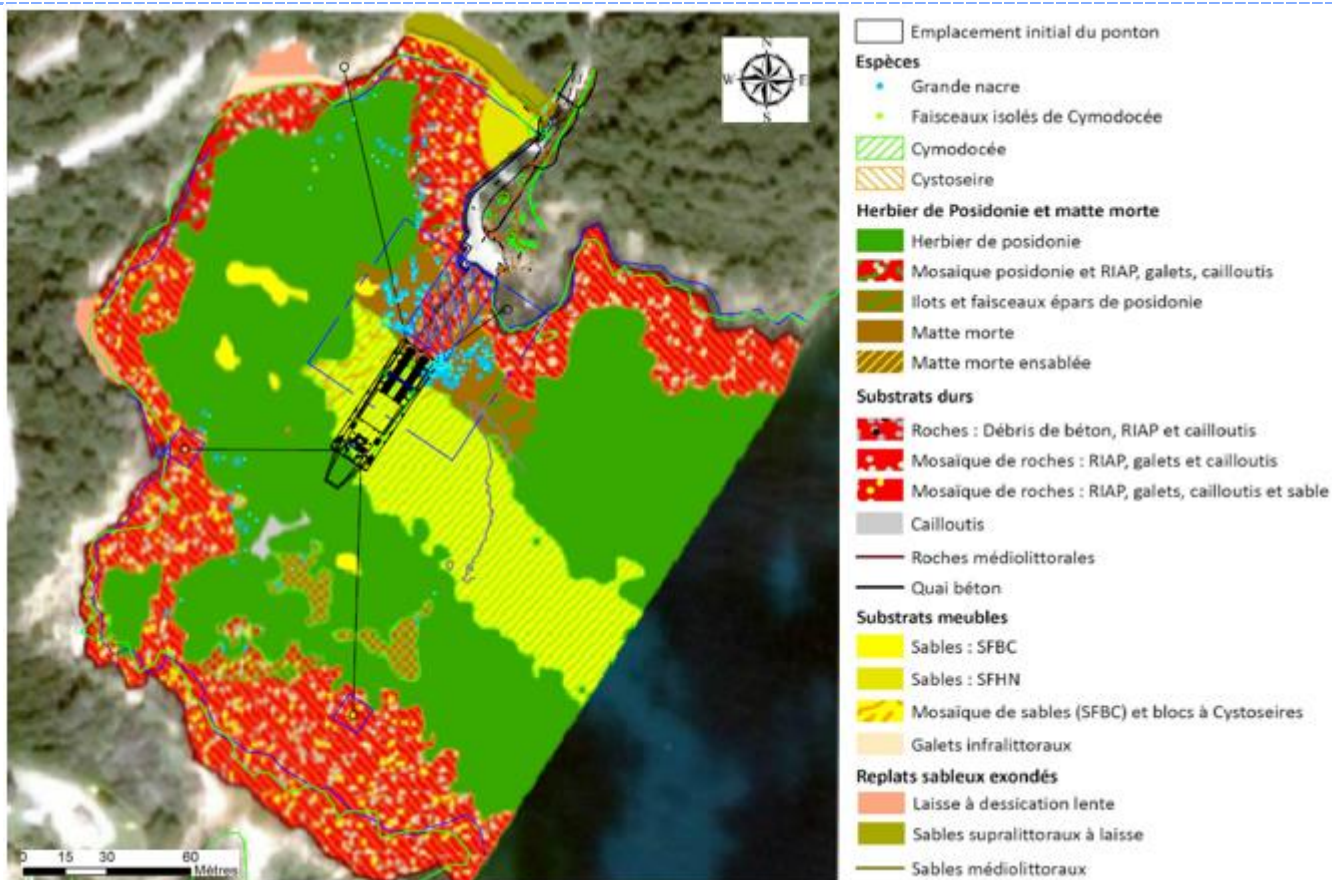 N
W E
S
0 15 30 60
Mètres
Emplacement initial du ponton
Espèces
Grande nacre
Faisceaux isolés de Cymodocée
Cymodocée
Cystoseire
Herbier de Posidonie et matte morte
Herbier de posidonie
Mosaïque posidonie et RIAP, galets, cailloutis
Ilots et faisceaux épars de posidonie
Matte morte
Matte morte ensablée
Substrats durs
Roches : Débris de béton, RIAP et cailloutis
Mosaïque de roches : RIAP, galets et cailloutis
Mosaïque de roches : RIAP, galets, cailloutis et sable
Cailloutis
Roches médiolittorales
Quai béton
Substrats meubles
Sables : SFBC
Sables : SFHN
Mosaïque de sables (SFBC) et blocs à Cystoseires
Galets infralittoraux
Replats sableux exondés
Laisse à dessication lente
Sables supralittoraux à laisse
Sables médiolittoraux